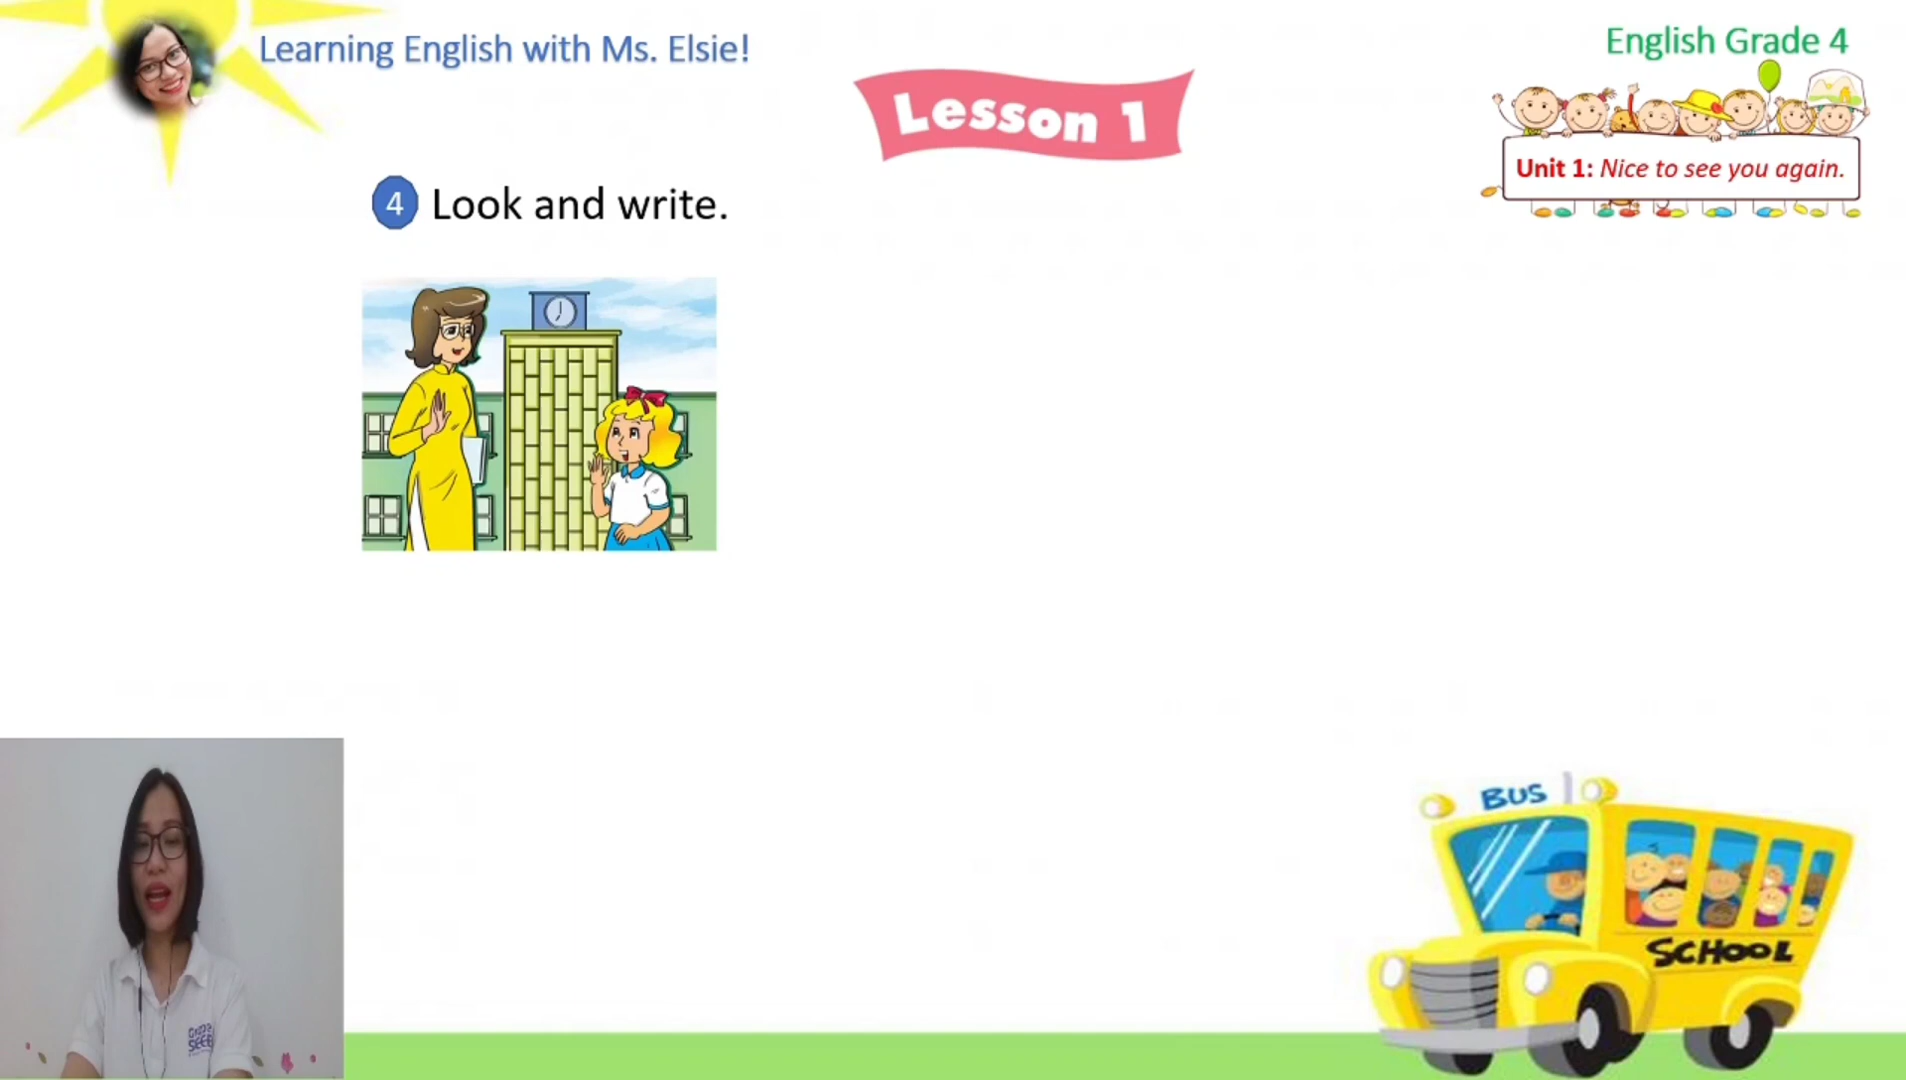 Learning English with Ms. Elsie!
English Grade 4
Lesson 1
Unit 1: Nice to see you again.
4 Look and write.
BUS
SCHOOL